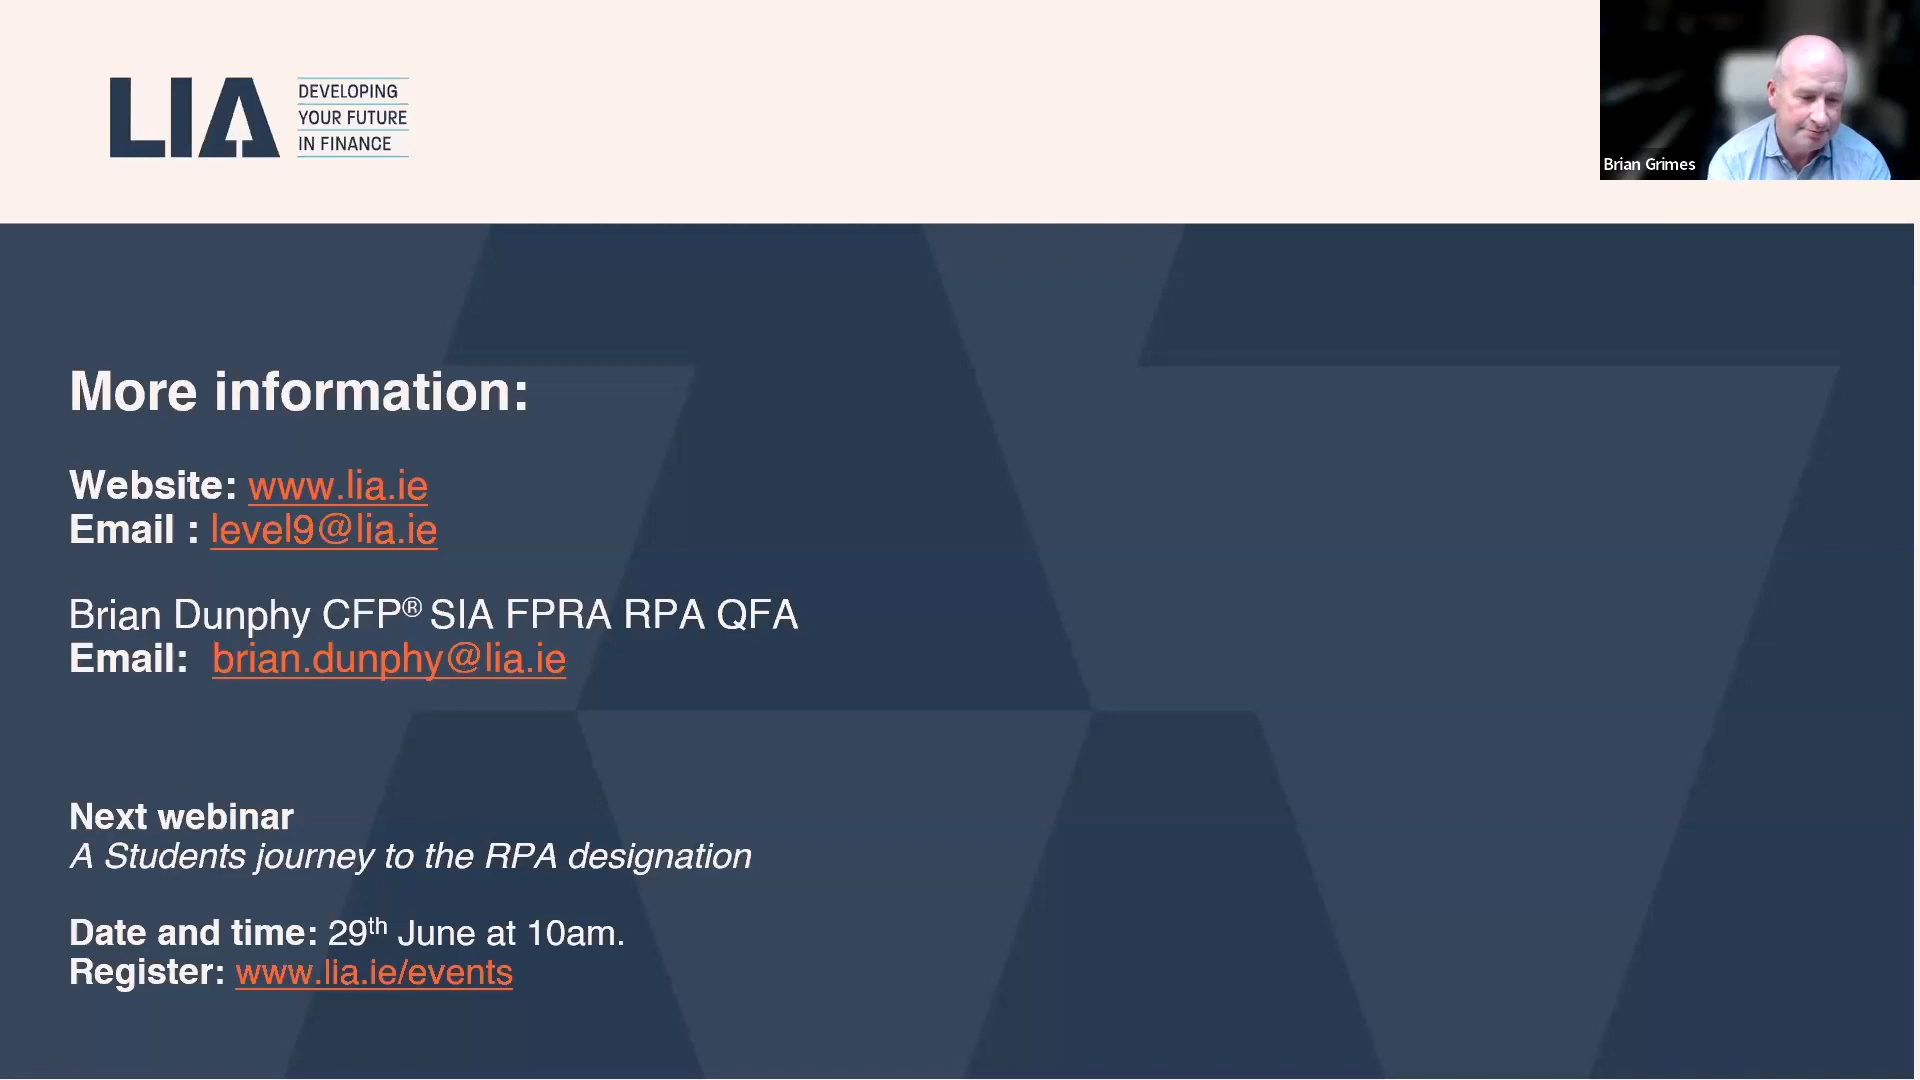 LIA
DEVELOPING
YOUR FUTURE
IN FINANCE
Brian Grimes
More information:
Website: www.lia.ie
Email : level9@lia.ie
Brian Dunphy CFP® SIA FPRA RPA QFA
Email: brian.dunphy@lia.ie
Next webinar
A Students journey to the RPA designation
Date and time: 29th June at 10am.
Register: www.lia.ie/events